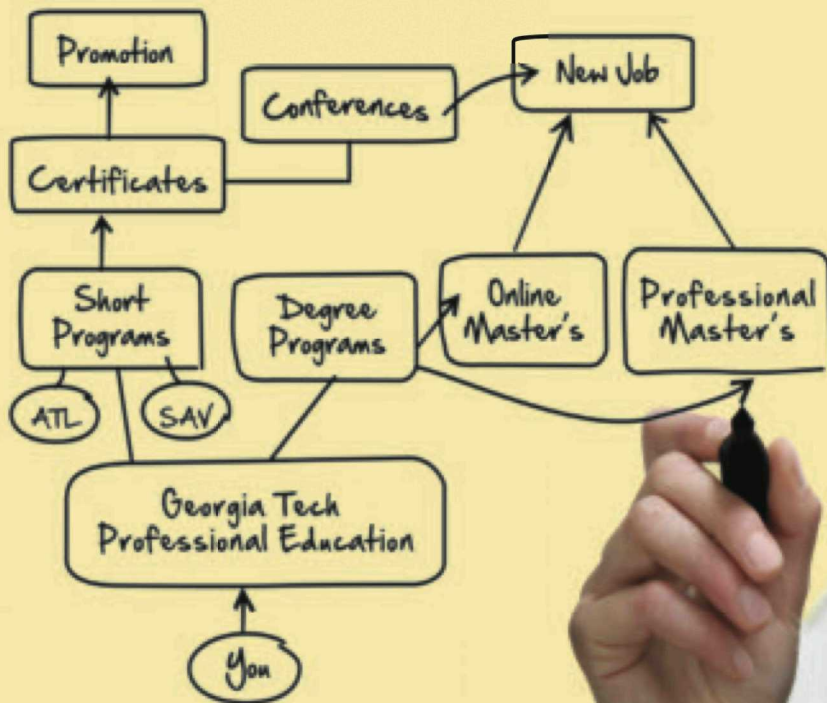 Promotion
Conferences
New Job
Certificates
Short
Programs
Degree
Programs
Online
Master's
Professional
Master's
ATL
SAV
Georgia Tech
Professional Education
You